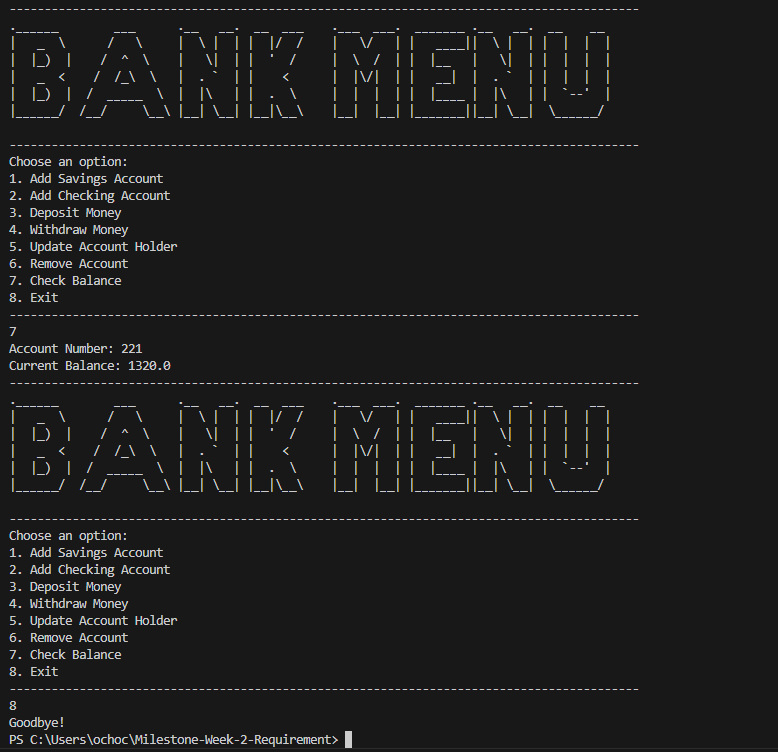 ---------------------------------------------------------------------------------
BANK MENU
---------------------------------------------------------------------------------
Choose an option:
1. Add Savings Account
2. Add Checking Account
3. Deposit Money
4. Withdraw Money
5. Update Account Holder
6. Remove Account
7. Check Balance
8. Exit
---------------------------------------------------------------------------------
7
Account Number: 221
Current Balance: 1320.0
---------------------------------------------------------------------------------
BANK MENU
---------------------------------------------------------------------------------
Choose an option:
1. Add Savings Account
2. Add Checking Account
3. Deposit Money
4. Withdraw Money
5. Update Account Holder
6. Remove Account
7. Check Balance
8. Exit
---------------------------------------------------------------------------------
8
Goodbye!
PS C:\Users\ochoc\Milestone-Week-2-Requirement>